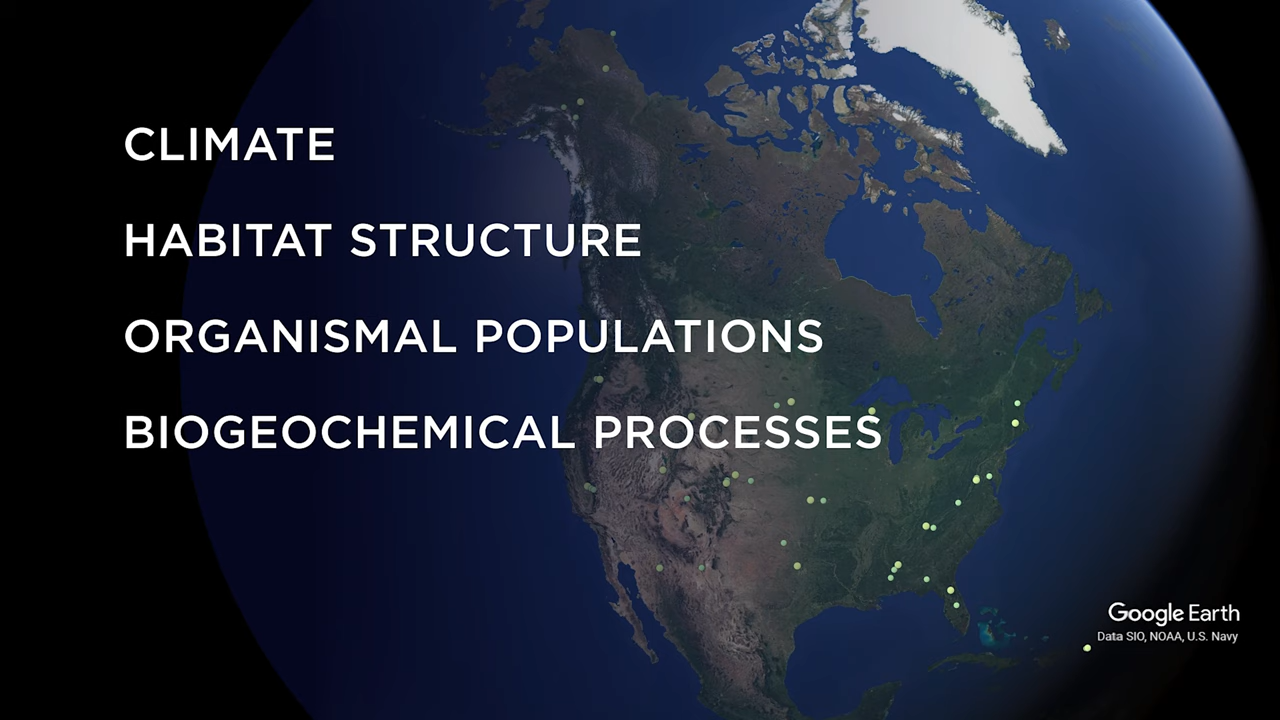 CLIMATE
HABITAT STRUCTURE
ORGANISMAL POPULATIONS
BIOGEOCHEMICAL PROCESSES
Google Earth
Data SIO, NOAA, U.S. Navy